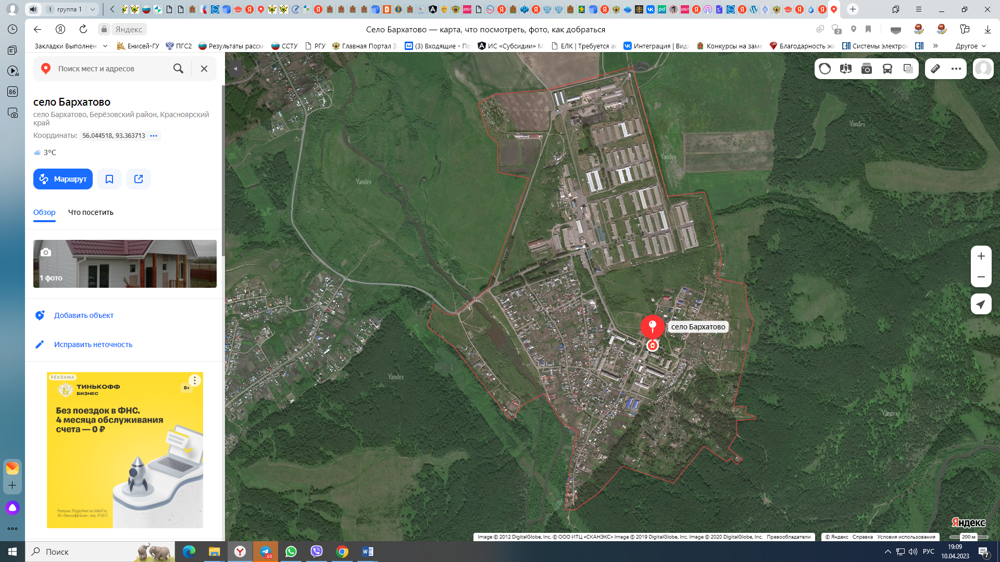 1 группа 1
Яндекс
Село Бархатово — карта, что посмотреть, фото, как добраться
2
Закладки Выполнен
Енисей-ГУ
ПГС2
Результаты рассм
ССТУ
РГУ
Главная Портал З
(3) Входящие - По
ИС «Субсидии» М
ЕЛК | Требуется ав
Интеграция | Вид
Конкурсы на заме
Благодарность жи
Системы электрон
Другое
86
Поиск мест и адресов
село Бархатово
село Бархатово, Берёзовский район, Красноярский
край
Координаты: 56.044518, 93.363713
3°C
Маршрут
Обзор
Что посетить
1 фото
Добавить объект
Исправить неточность
РЕКЛАМА
ТИНЬКОФФ
БИЗНЕС
0+
Без поездок в ФНС.
4 месяца обслуживания
счета — 0 ₽
Реклама. Подробнее на tinkoff.ru
АО «Тинькофф Банк», лиц. №2673
Yandex
Yandex
Yandex
Yandex
Yandex
Yandex
село Бархатово
Яндекс
Image © 2012 DigitalGlobe, Inc. © ООО ИТЦ «СКАНЭКС» Image © 2019 DigitalGlobe, Inc. Image © 2020 DigitalGlobe, Inc. Правообладатели
© Яндекс Справка Условия использования
200 м
Поиск
60
РУС
19:09
10.04.2023
7